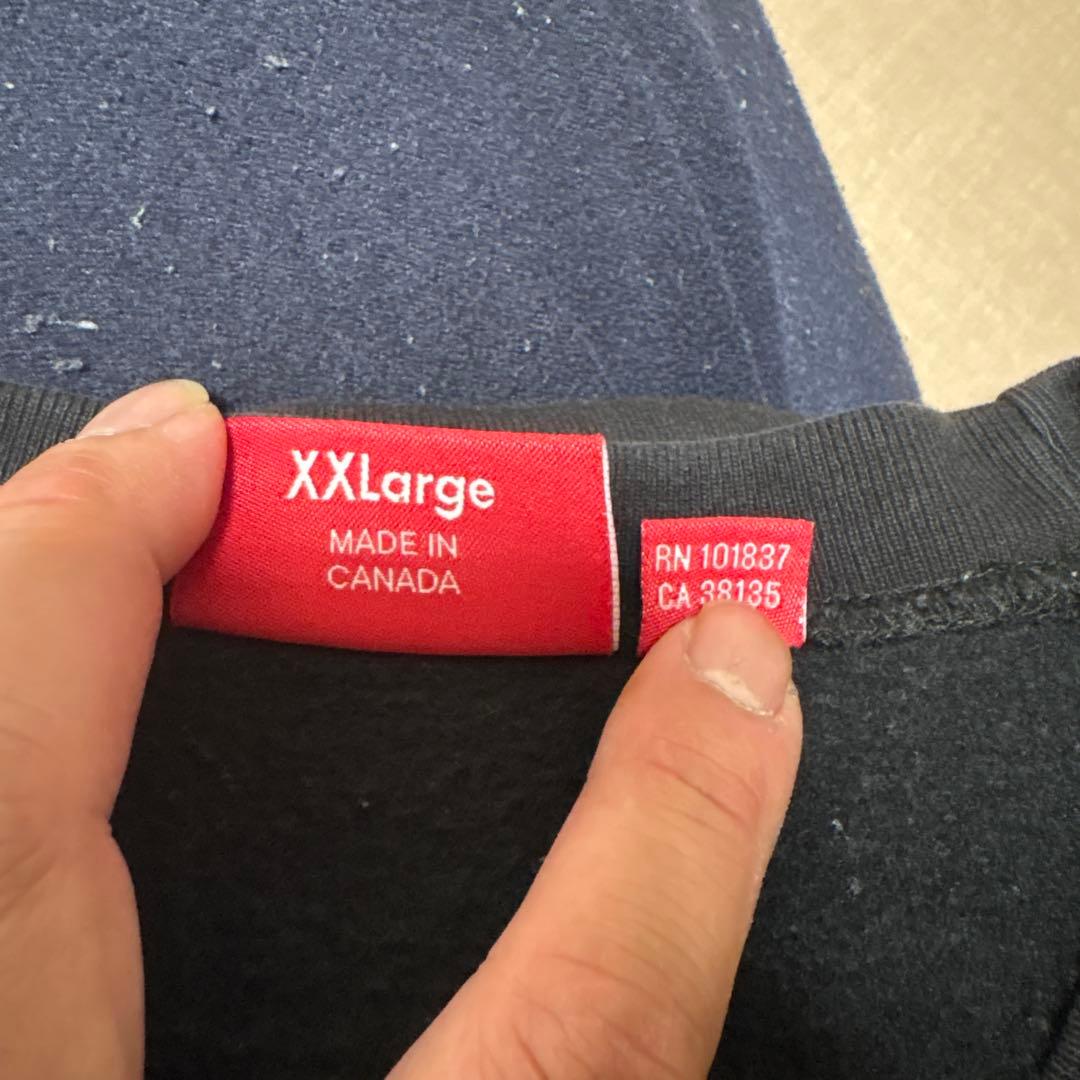 XXLarge
MADE IN
CANADA
RN 101837
CA 38135